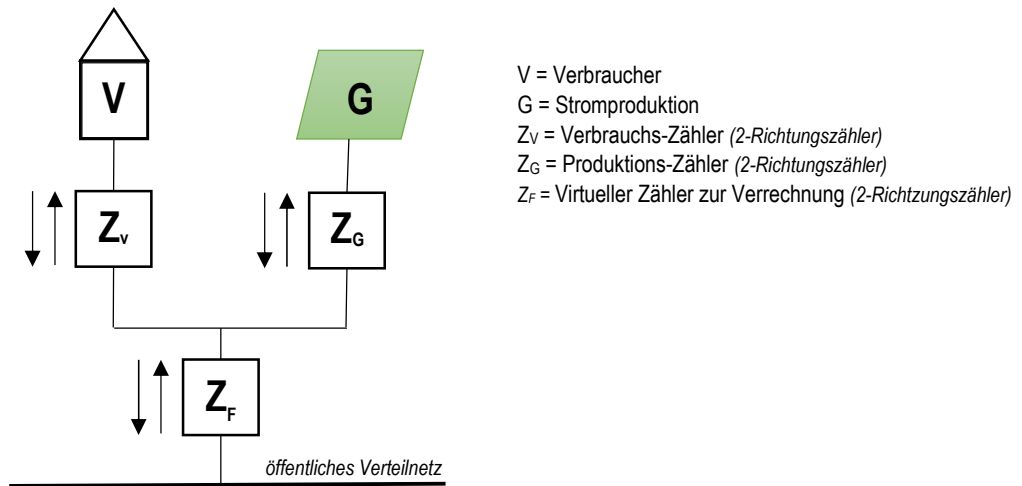 V
G
V = Verbraucher
G = Stromproduktion
ZV = Verbrauchs-Zähler (2-Richtungszähler)
ZG = Produktions-Zähler (2-Richtungszähler)
ZF = Virtueller Zähler zur Verrechnung (2-Richtzungszähler)
Zv
ZG
ZF
öffentliches Verteilnetz